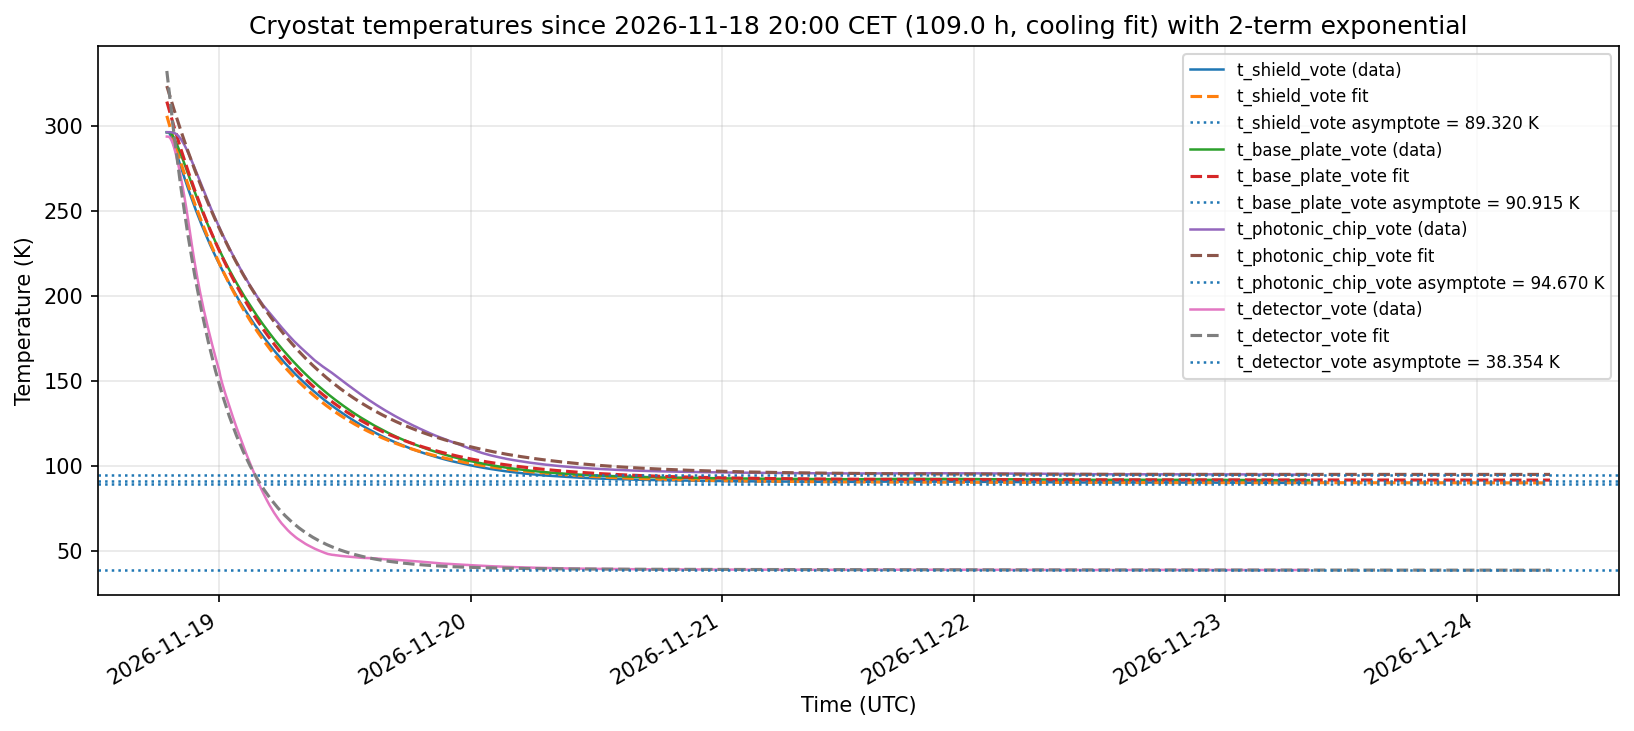 Cryostat temperatures since 2026-11-18 20:00 CET (109.0 h, cooling fit) with 2-term exponential
t_shield_vote (data)
t_shield_vote fit
t_shield_vote asymptote = 89.320 K
t_base_plate_vote (data)
t_base_plate_vote fit
t_base_plate_vote asymptote = 90.915 K
t_photonic_chip_vote (data)
t_photonic_chip_vote fit
t_photonic_chip_vote asymptote = 94.670 K
t_detector_vote (data)
t_detector_vote fit
t_detector_vote asymptote = 38.354 K
Temperature (K)
300
250
200
150
100
50
2026-11-19
2026-11-20
2026-11-21
2026-11-22
2026-11-23
2026-11-24
Time (UTC)